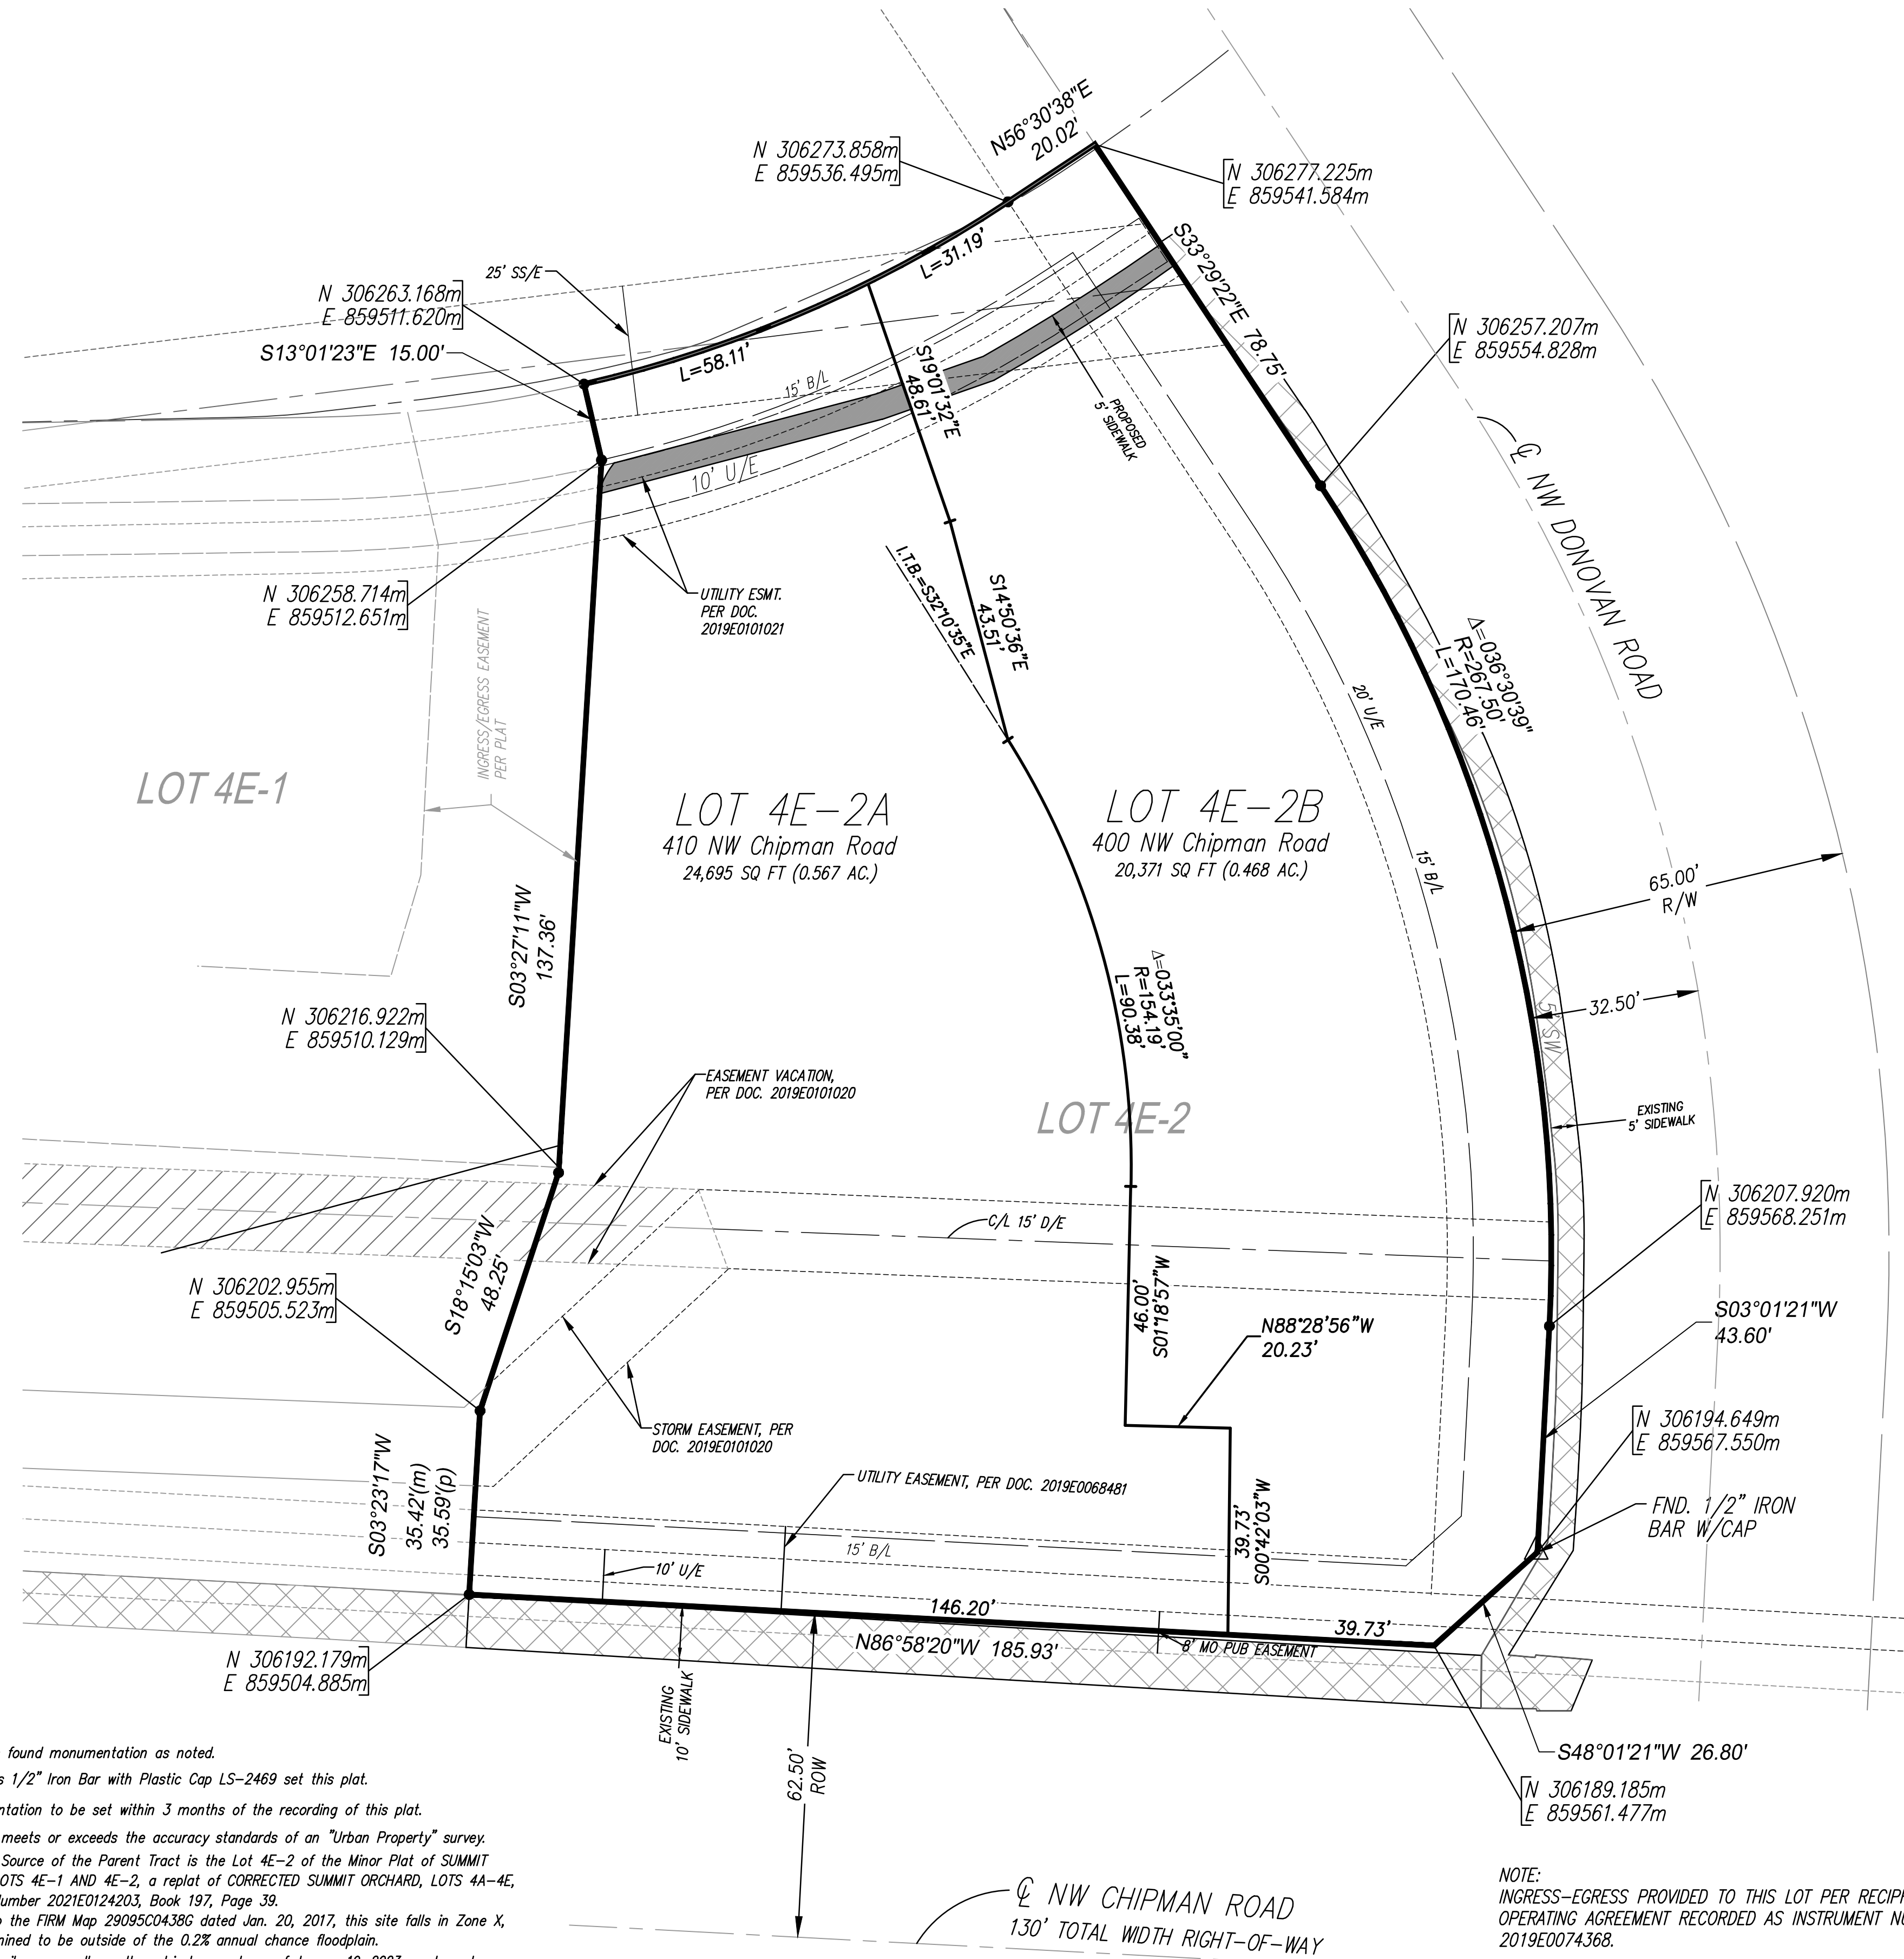 N56°30'38"E
20.02'
N 306273.858m
E 859536.495m
N 306277.225m
E 859541.584m
25' SS/E
N 306263.168m
E 859511.620m
S13°01'23"E 15.00'
L=31.19'
L=58.11'
15' B/L
S33°29'22"E 78.75'
N 306257.207m
E 859554.828m
S19°01'32"E
48.61'
PROPOSED
5' SIDEWALK
10' U/E
℄ NW DONOVAN ROAD
N 306258.714m
E 859512.651m
UTILITY ESMT.
PER DOC.
2019E0101021
I.T.B.=S32°10'35"E
S14°50'36"E
43.51'
INGRESS/EGRESS EASEMENT
PER PLAT
Δ=036°30'39"
R=267.50'
L=170.46'
20' U/E
LOT 4E-1
LOT 4E-2A
410 NW Chipman Road
24,695 SQ FT (0.567 AC.)
LOT 4E-2B
400 NW Chipman Road
20,371 SQ FT (0.468 AC.)
15' B/L
65.00'
R/W
S03°27'11"W
137.36'
Δ=033°35'00"
R=154.19'
L=90.38'
32.50'
5' SW
N 306216.922m
E 859510.129m
EASEMENT VACATION,
PER DOC. 2019E0101020
LOT 4E-2
EXISTING
5' SIDEWALK
N 306207.920m
E 859568.251m
C/L 15' D/E
S18°15'03"W
48.25'
N 306202.955m
E 859505.523m
46.00'
S01°18'57"W
N88°28'56"W
20.23'
S03°01'21"W
43.60'
N 306194.649m
E 859567.550m
STORM EASEMENT, PER
DOC. 2019E0101020
S03°23'17"W
35.42'(m)
35.59'(p)
UTILITY EASEMENT, PER DOC. 2019E0068481
39.73'
S00°42'03"W
FND. 1/2" IRON
BAR W/CAP
15' B/L
10' U/E
146.20'
39.73'
N86°58'20"W 185.93'
8' MO PUB EASEMENT
N 306192.179m
E 859504.885m
EXISTING
10' SIDEWALK
62.50'
ROW
S48°01'21"W 26.80'
N 306189.185m
E 859561.477m
found monumentation as noted.
s 1/2" Iron Bar with Plastic Cap LS-2469 set this plat.
ntation to be set within 3 months of the recording of this plat.
meets or exceeds the accuracy standards of an "Urban Property" survey.
Source of the Parent Tract is the Lot 4E-2 of the Minor Plat of SUMMIT
OTS 4E-1 AND 4E-2, a replat of CORRECTED SUMMIT ORCHARD, LOTS 4A-4E,
Number 2021E0124203, Book 197, Page 39.
o the FIRM Map 29095C0438G dated Jan. 20, 2017, this site falls in Zone X,
mined to be outside of the 0.2% annual chance floodplain.
℄ NW CHIPMAN ROAD
130' TOTAL WIDTH RIGHT-OF-WAY
NOTE:
INGRESS-EGRESS PROVIDED TO THIS LOT PER RECIP
OPERATING AGREEMENT RECORDED AS INSTRUMENT N
2019E0074368.